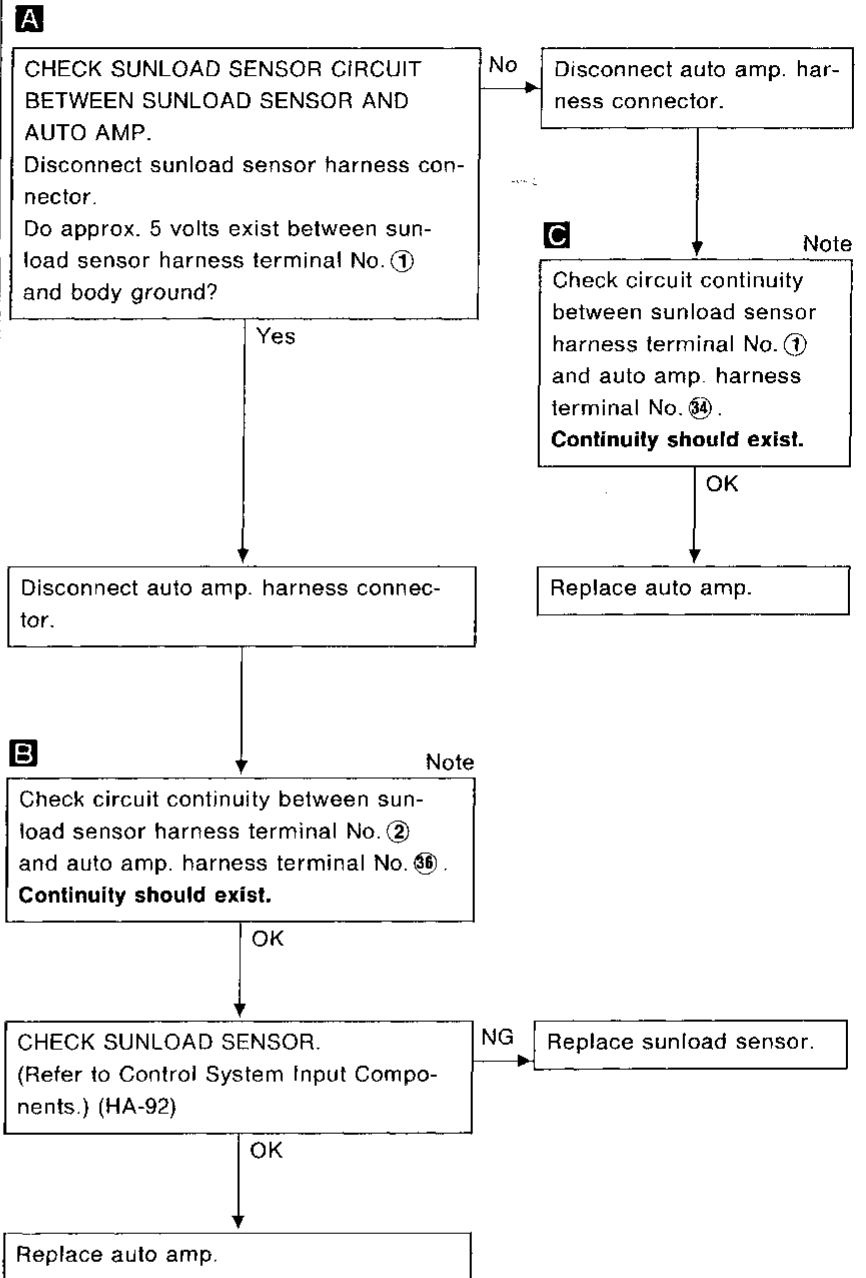 A
CHECK SUNLOAD SENSOR CIRCUIT
BETWEEN SUNLOAD SENSOR AND
AUTO AMP.
Disconnect sunload sensor harness con-
nector.
Do approx. 5 volts exist between sun-
load sensor harness terminal No. ①
and body ground?
No
Disconnect auto amp. har-
ness connector.
Yes
C
Note
Check circuit continuity
between sunload sensor
harness terminal No. ①
and auto amp. harness
terminal No. ㉞.
Continuity should exist.
OK
Replace auto amp.
Disconnect auto amp. harness connec-
tor.
B
Note
Check circuit continuity between sun-
load sensor harness terminal No. ②
and auto amp. harness terminal No. ㊱.
Continuity should exist.
OK
CHECK SUNLOAD SENSOR.
(Refer to Control System Input Compo-
nents.) (HA-92)
NG
Replace sunload sensor.
OK
Replace auto amp.